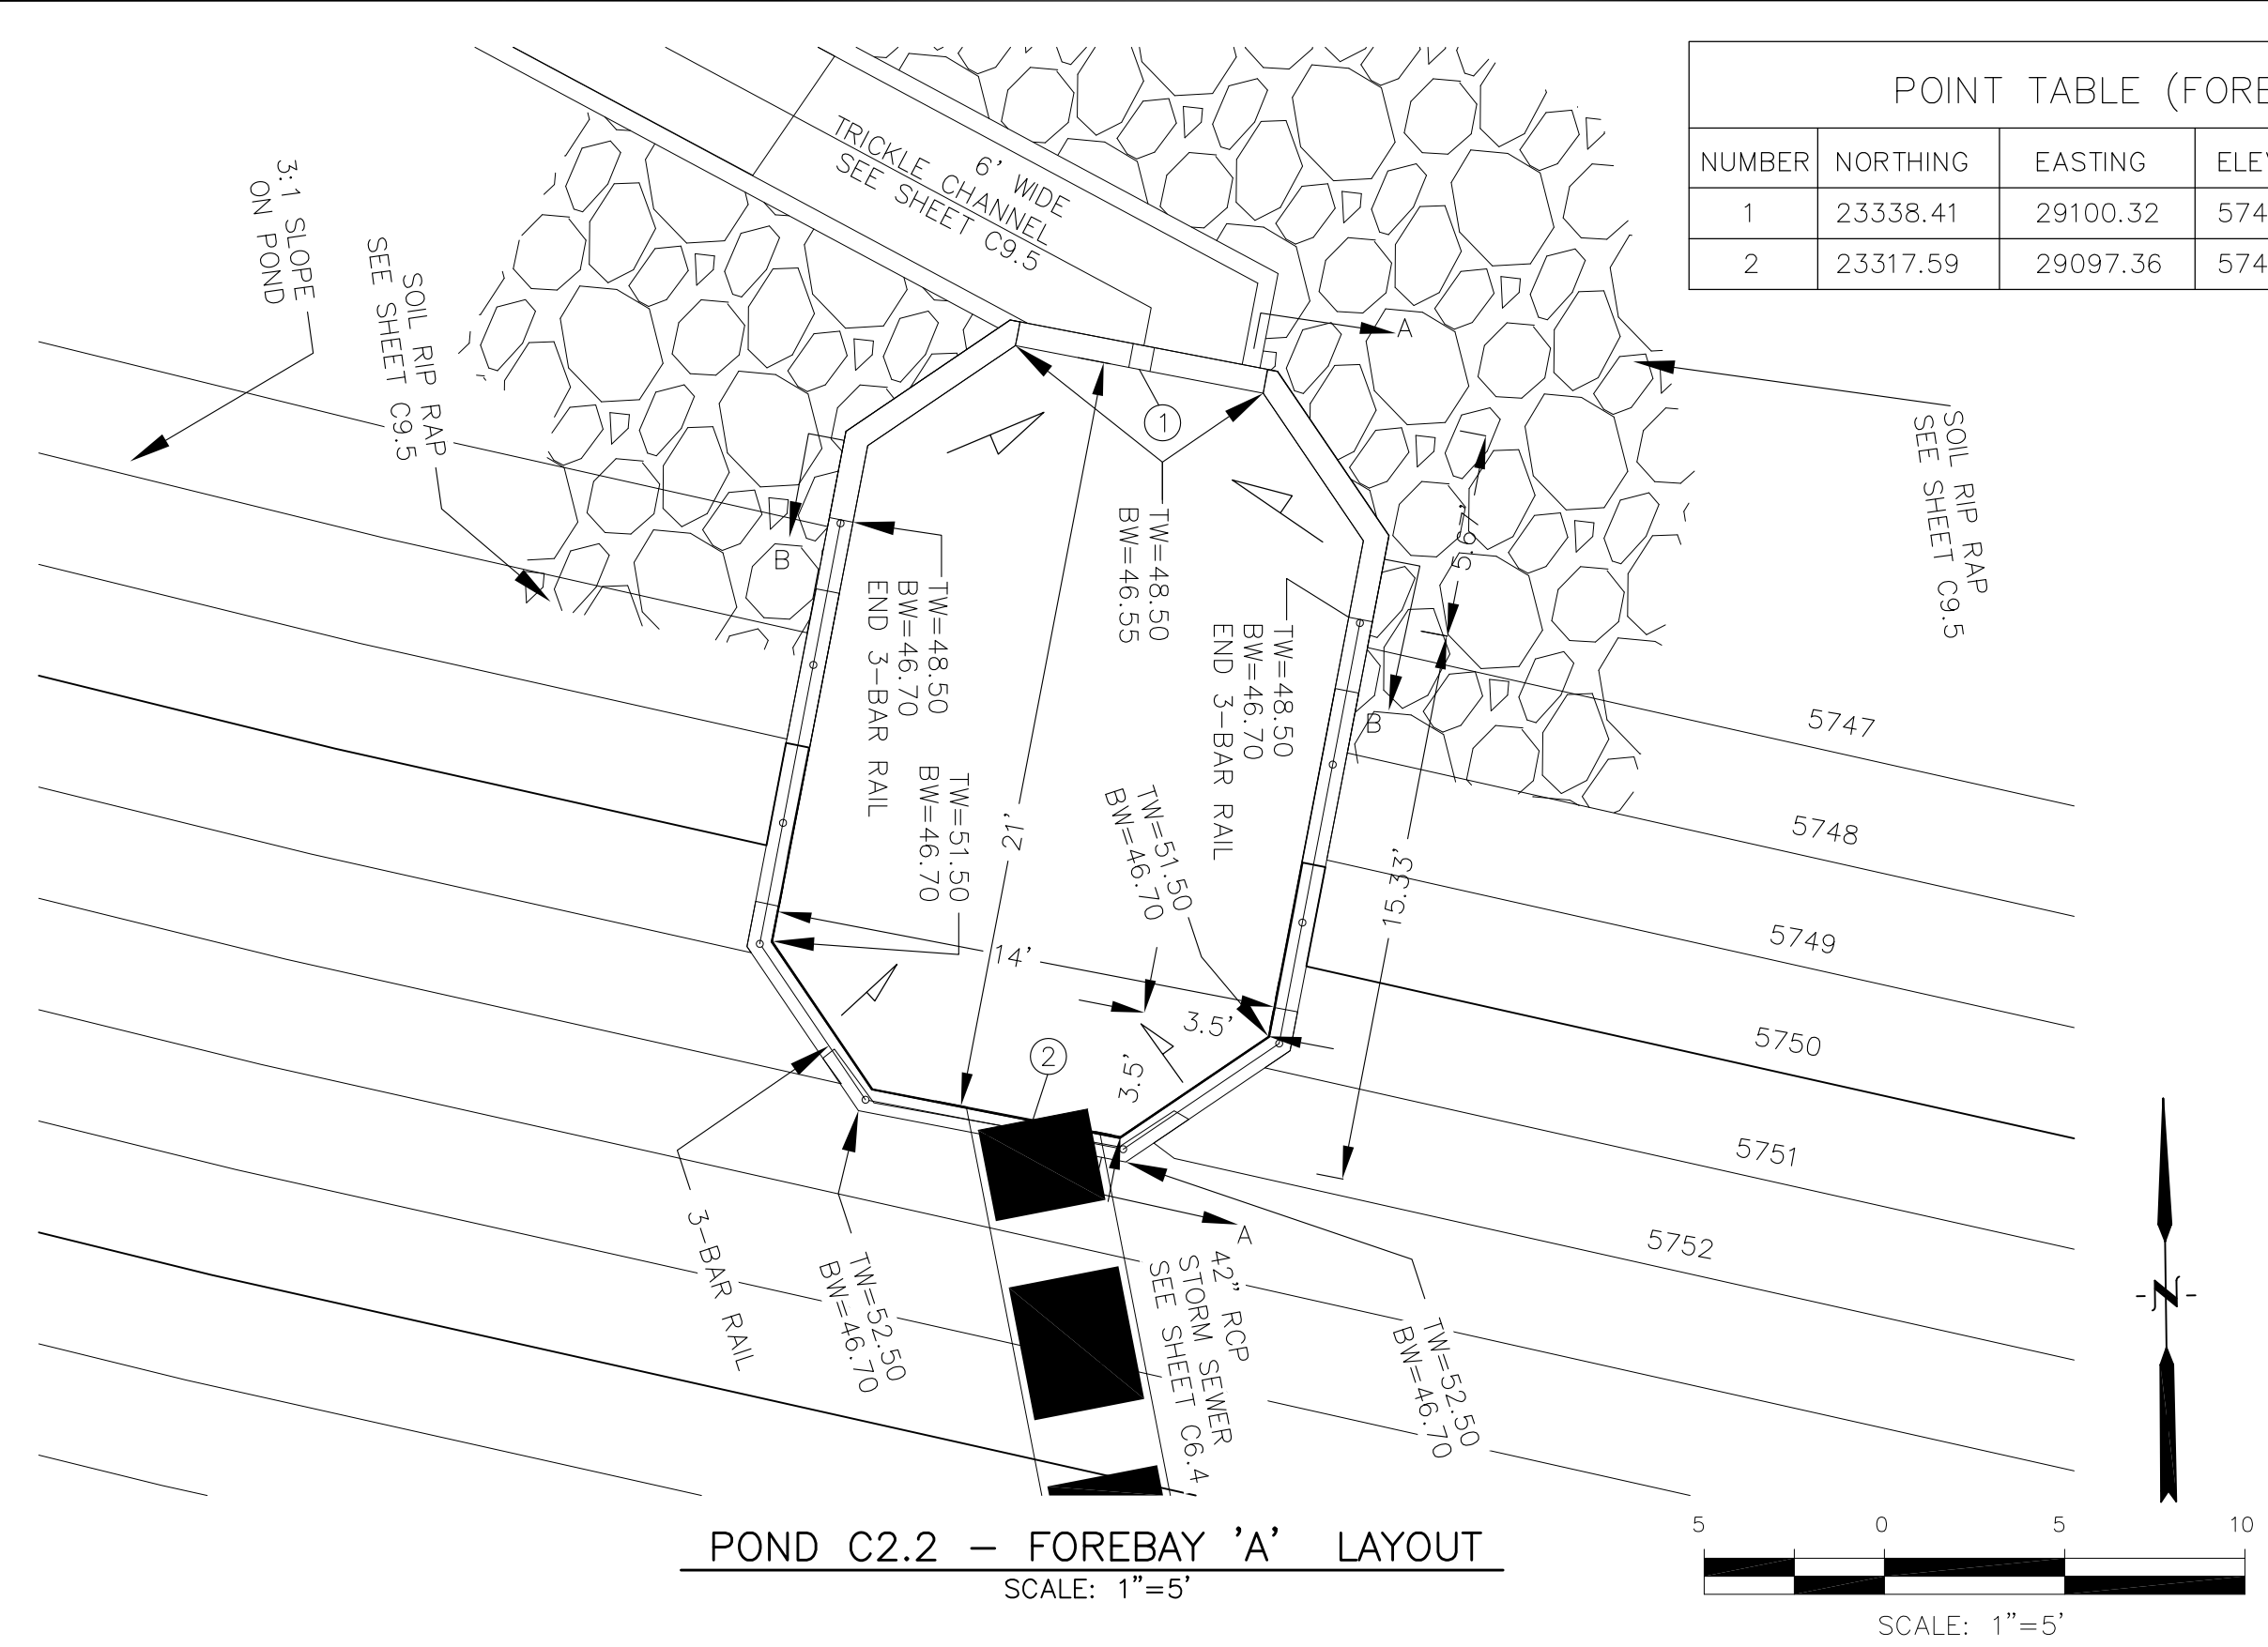 POINT TABLE (FORE
NUMBER NORTHING EASTING ELE
1 23338.41 29100.32 574
2 23317.59 29097.36 574
6' WIDE
TRICKLE CHANNEL
SEE SHEET C9.5
3:1 SLOPE
ON POND
SOIL RIP RAP
SEE SHEET C9.5
A
1
SOIL RIP RAP
SEE SHEET C9.5
B
TW=48.50
BW=46.55
5.67'
TW=48.50
BW=46.70
END 3-BAR RAIL
TW=48.50
BW=46.70
END 3-BAR RAIL
B
5747
TW=51.50
BW=46.70
TW=51.50
BW=46.70
21'
5748
15.33'
14'
5749
3.5'
3.5'
2
5750
5751
3-BAR RAIL
TW=52.50
BW=46.70
A
42" RCP
STORM SEWER
SEE SHEET C6.4
5752
TW=52.50
BW=46.70
N
POND C2.2 - FOREBAY 'A' LAYOUT
SCALE: 1"=5'
5 0 5 10
SCALE: 1"=5'